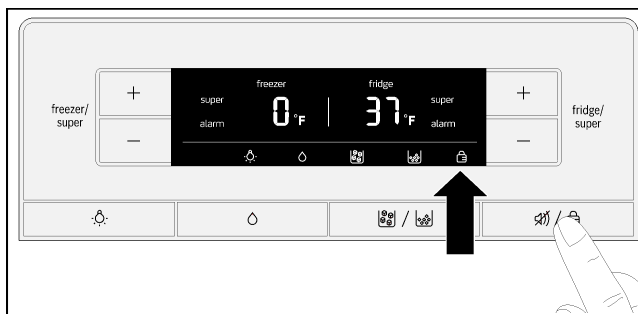 freezer
fridge
super
super
0°F
37°F
alarm
alarm
freezer/
super
+
−
+
−
fridge/
super
/
/